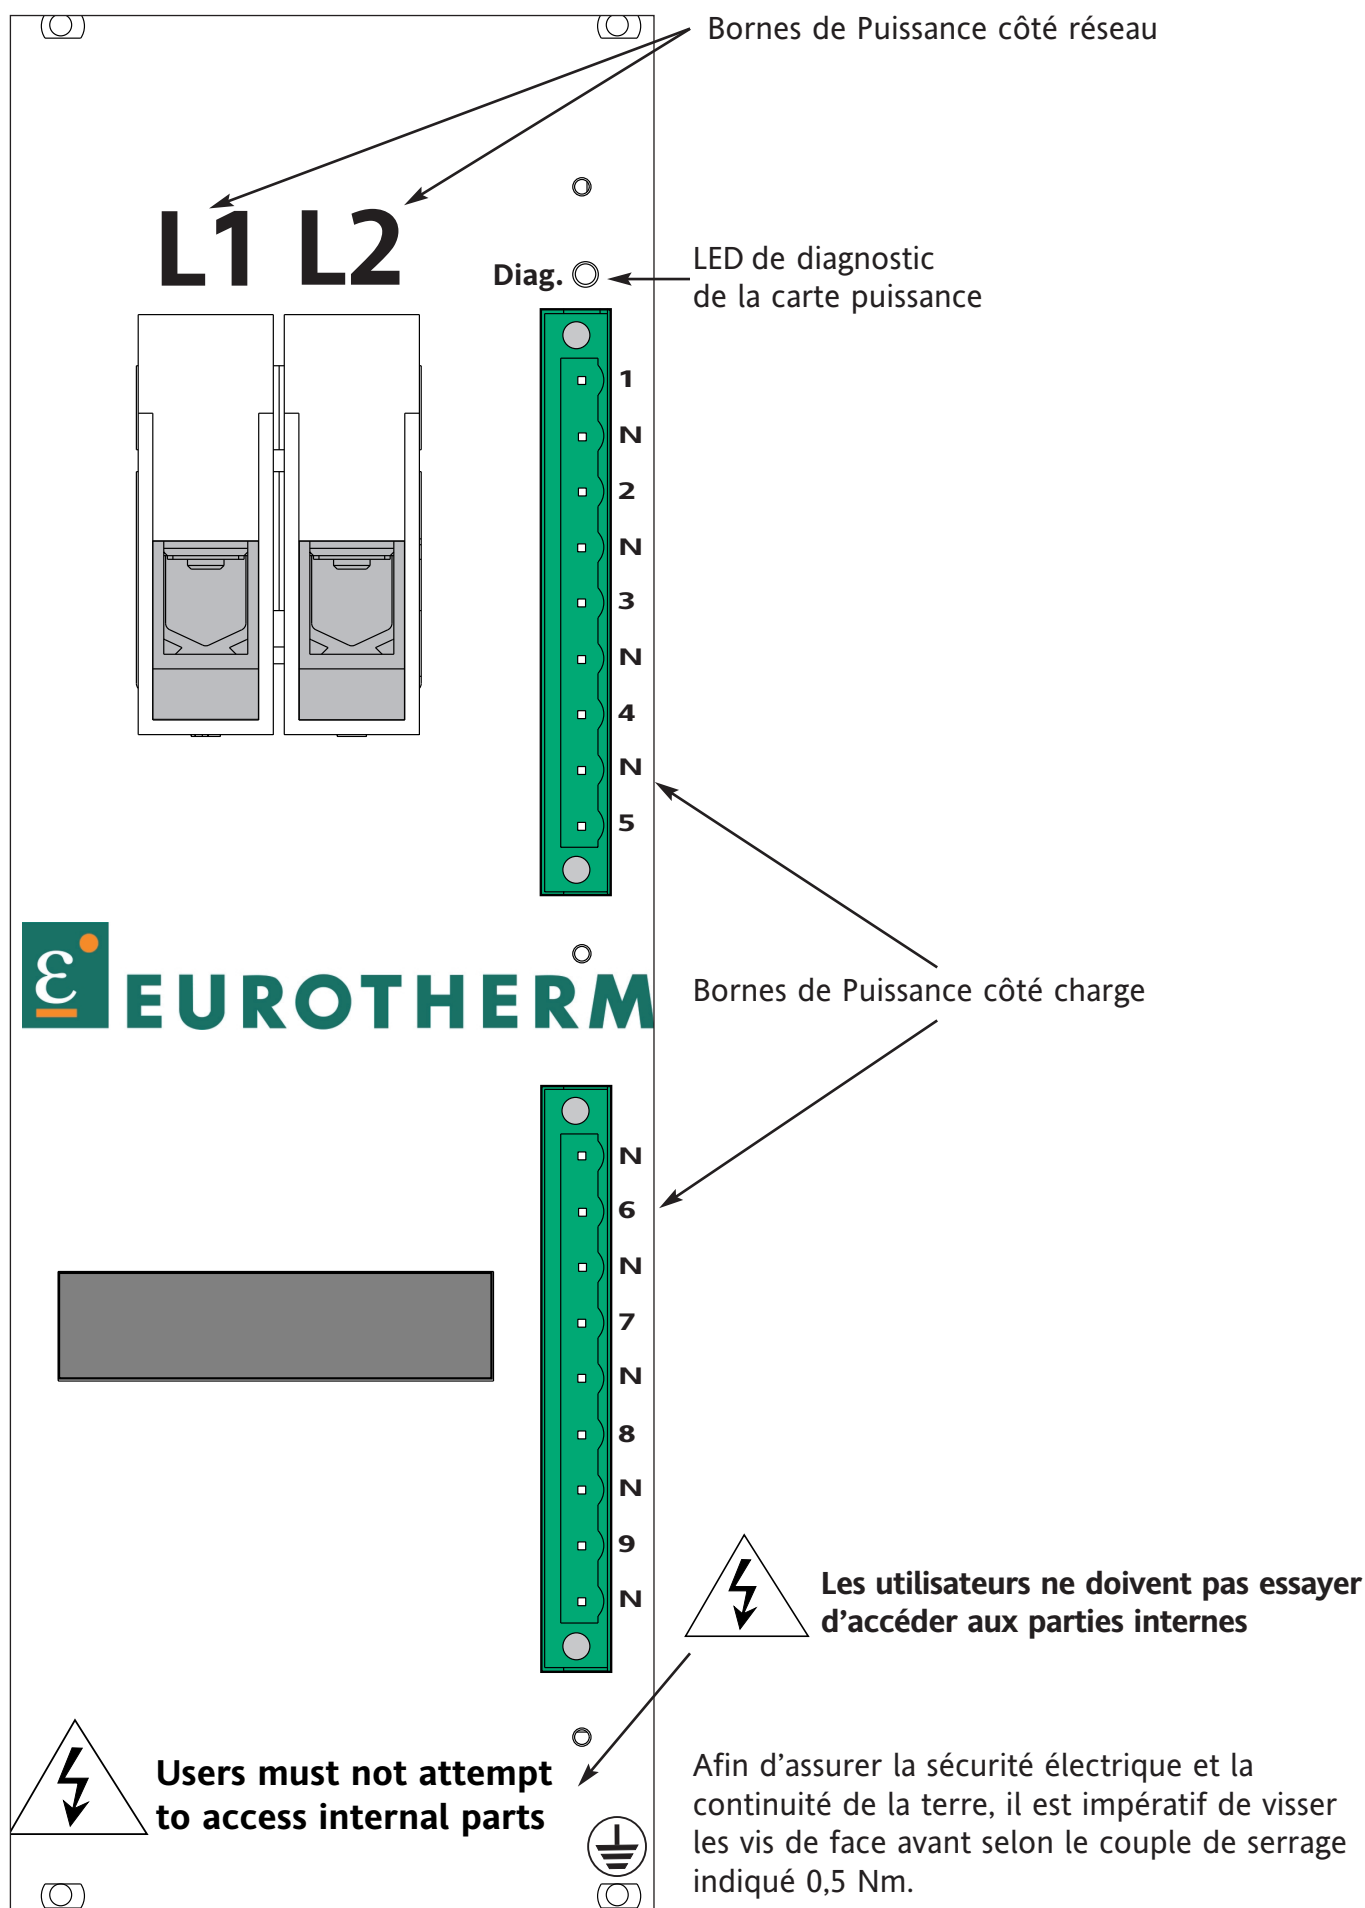 Bornes de Puissance côté réseau
L1 L2
Diag.
LED de diagnostic
de la carte puissance
1
N
2
N
3
N
4
N
5
ε EUROTHERM
Bornes de Puissance côté charge
N
6
N
7
N
8
N
9
N
Les utilisateurs ne doivent pas essayer
d’accéder aux parties internes
Users must not attempt
to access internal parts
Afin d’assurer la sécurité électrique et la
continuité de la terre, il est impératif de visser
les vis de face avant selon le couple de serrage
indiqué 0,5 Nm.